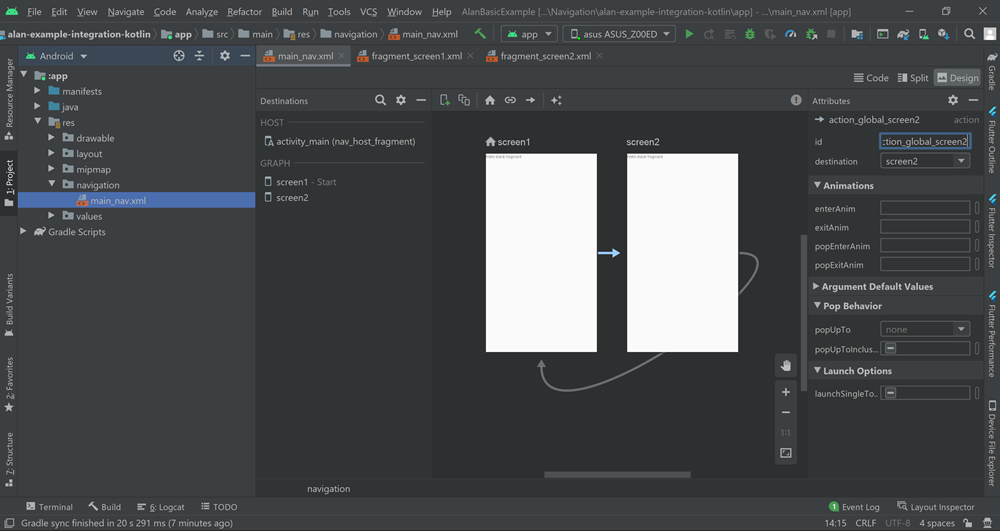 File Edit View Navigate Code Analyze Refactor Build Run Tools VCS Window Help AlanBasicExample [...\Navigation\alan-example-integration-kotlin\app] - ...\main_nav.xml [app]
alan-example-integration-kotlin app src main res navigation main_nav.xml app asus ASUS_Z00ED
Resource Manager
1: Project
Build Variants
2: Favorites
7: Structure
Android
:app
manifests
java
res
drawable
layout
mipmap
navigation
main_nav.xml
values
Gradle Scripts
main_nav.xml fragment_screen1.xml fragment_screen2.xml
Code Split Design
Destinations
HOST
activity_main (nav_host_fragment)
GRAPH
screen1 - Start
screen2
screen1
Hello blank fragment
screen2
Hello blank fragment
1:1
navigation
Attributes
action_global_screen2 action
id :tion_global_screen2
destination screen2
Animations
enterAnim
exitAnim
popEnterAnim
popExitAnim
Argument Default Values
Pop Behavior
popUpTo none
popUpToInclus...
Launch Options
launchSingleTo...
Gradle
Flutter Outline
Flutter Inspector
Flutter Performance
Device File Explorer
Terminal Build 6: Logcat TODO 1 Event Log Layout Inspector
Gradle sync finished in 20 s 291 ms (7 minutes ago) 14:15 CRLF UTF-8 4 spaces